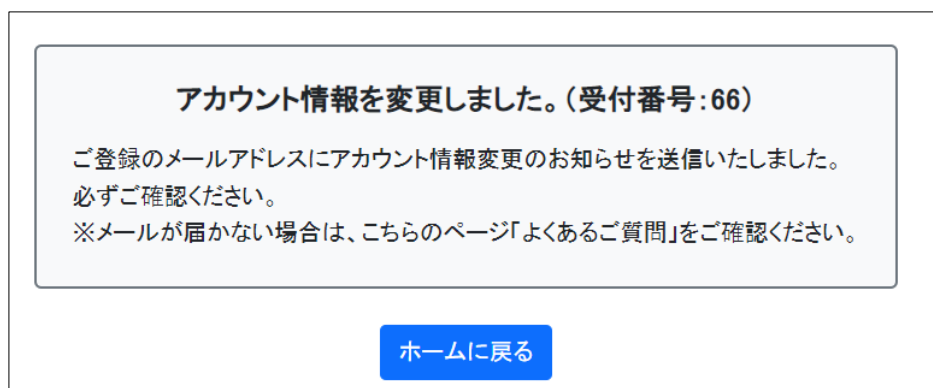 アカウント情報を変更しました。（受付番号：66）
ご登録のメールアドレスにアカウント情報変更のお知らせを送信いたしました。
必ずご確認ください。
※メールが届かない場合は、こちらのページ「よくあるご質問」をご確認ください。
ホームに戻る